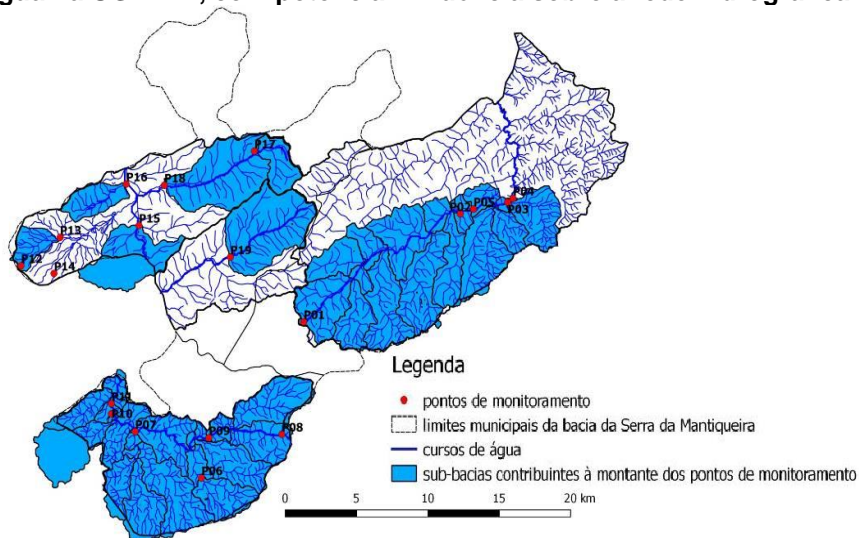 P17
P16
P18
P15
P13
P12
P14
P19
P04
P05
P03
P01
Legenda
pontos de monitoramento
limites municipais da bacia da Serra da Mantiqueira
cursos de água
sub-bacias contribuintes à montante dos pontos de monitoramento
P11
P10
P07
P09
P08
P06
0 5 10 15 20 km